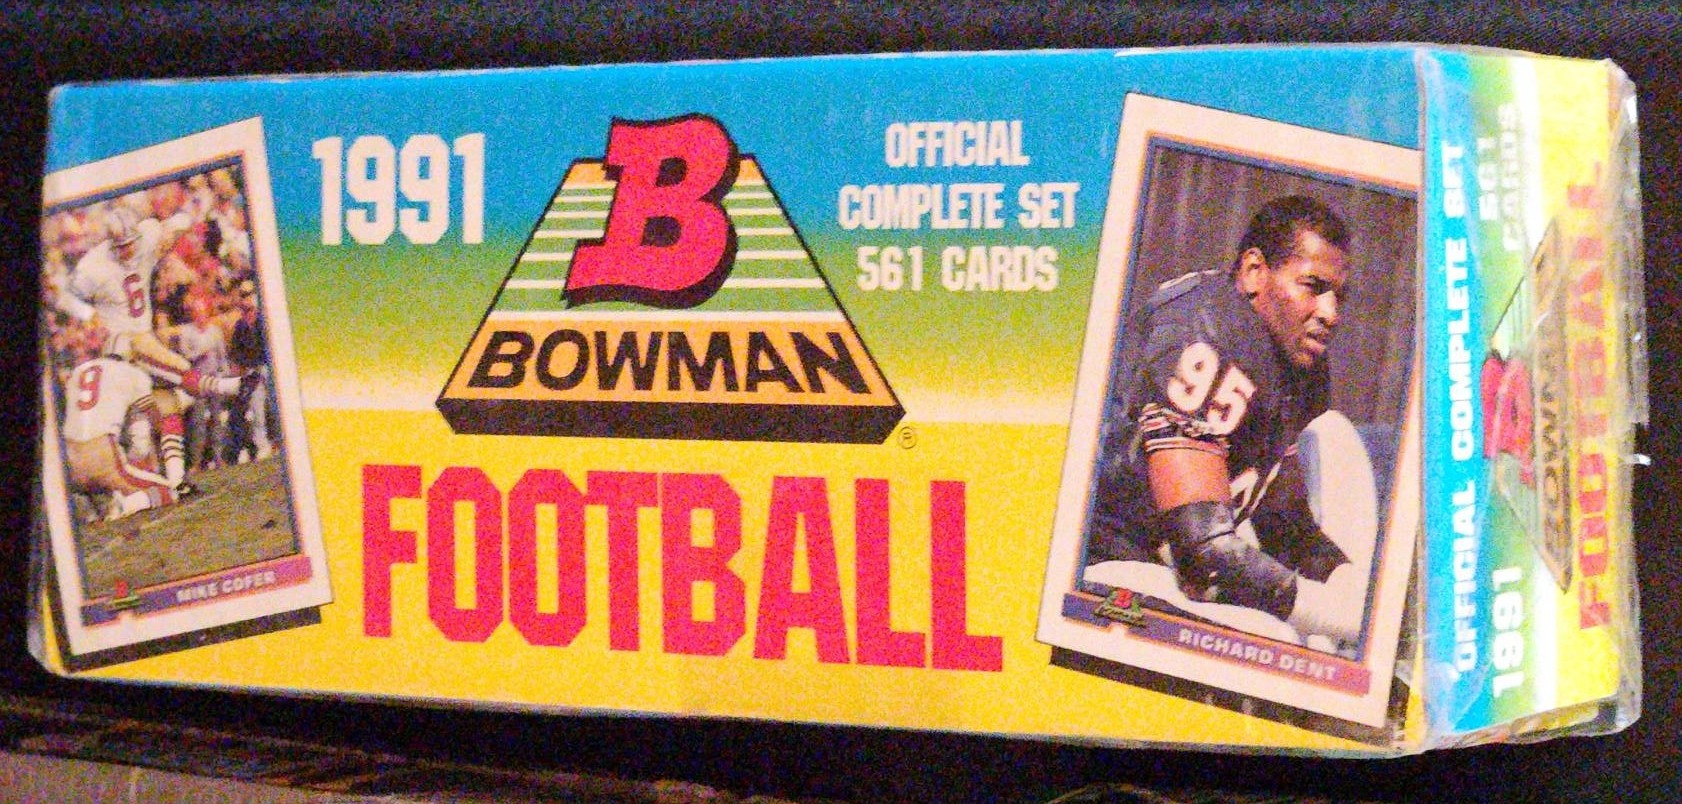 1991
B
BOWMAN
®
OFFICIAL
COMPLETE SET
561 CARDS
FOOTBALL
6
9
MIKE COFER
95
RICHARD DENT
OFFICIAL COMPLETE SET
1991
561
CARDS
B
BOWMAN
FOOTBALL